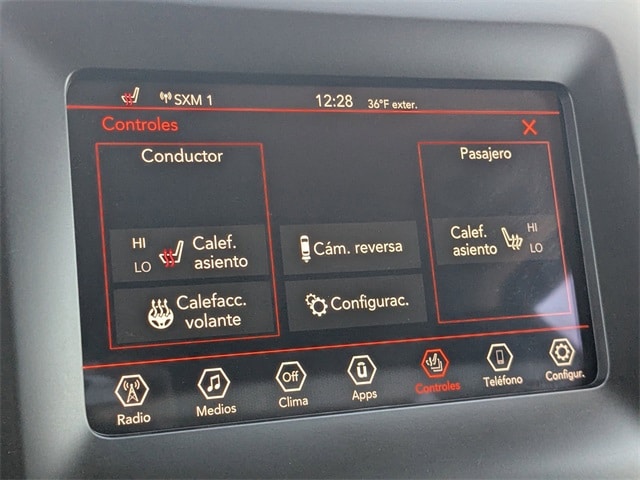 SXM 1 12:28 36°F exter.
Controles
Conductor
Pasajero
HI
LO
Calef.
asiento
Cám. reversa
Calef.
asiento
HI
LO
Calefacc.
volante
Configurac.
Off
Radio
Medios
Clima
Apps
Controles
Teléfono
Configur.